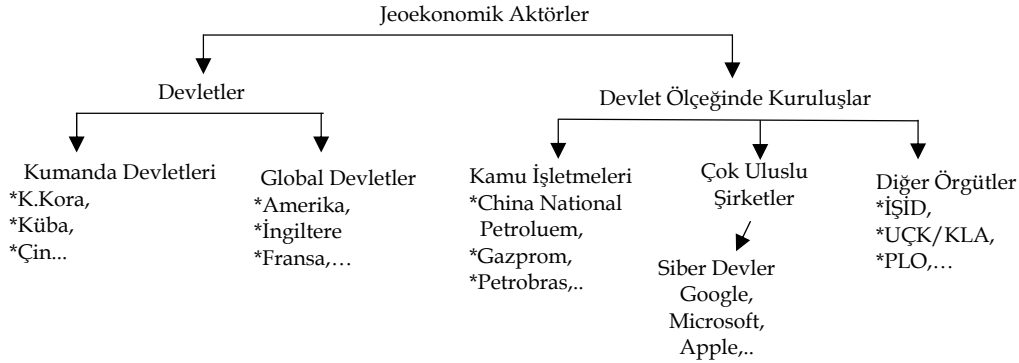 Jeoekonomik Aktörler
Devletler
Devlet Ölçeğinde Kuruluşlar
Kumanda Devletleri
*K.Kora,
*Küba,
*Çin...
Global Devletler
*Amerika,
*İngiltere
*Fransa,…
Kamu İşletmeleri
*China National
Petroluem,
*Gazprom,
*Petrobras,..
Çok Uluslu
Şirketler
Siber Devler
Google,
Microsoft,
Apple,..
Diğer Örgütler
*İŞİD,
*UÇK/KLA,
*PLO,…